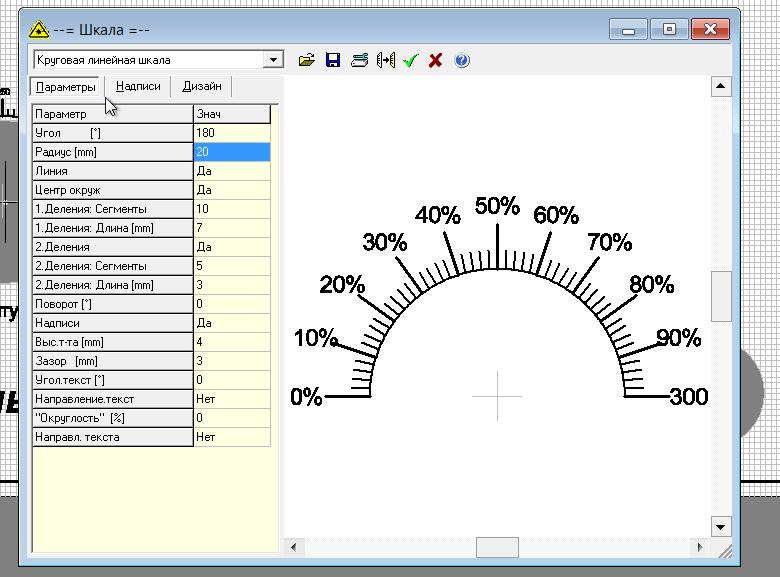 --= Шкала =--
Круговая линейная шкала
Параметры Надписи Дизайн
Параметр Знач
Угол [°] 180
Радиус [mm] 20
Линия Да
Центр окруж Да
1.Деления: Сегменты 10
1.Деления: Длина [mm] 7
2.Деления Да
2.Деления: Сегменты 5
2.Деления: Длина [mm] 3
Поворот [°] 0
Надписи Да
Выс.т-та [mm] 4
Зазор [mm] 3
Угол.текст [°] 0
Направление.текст Нет
"Округлость" [%] 0
Направл. текста Нет
0%
10%
20%
30%
40%
50%
60%
70%
80%
90%
300